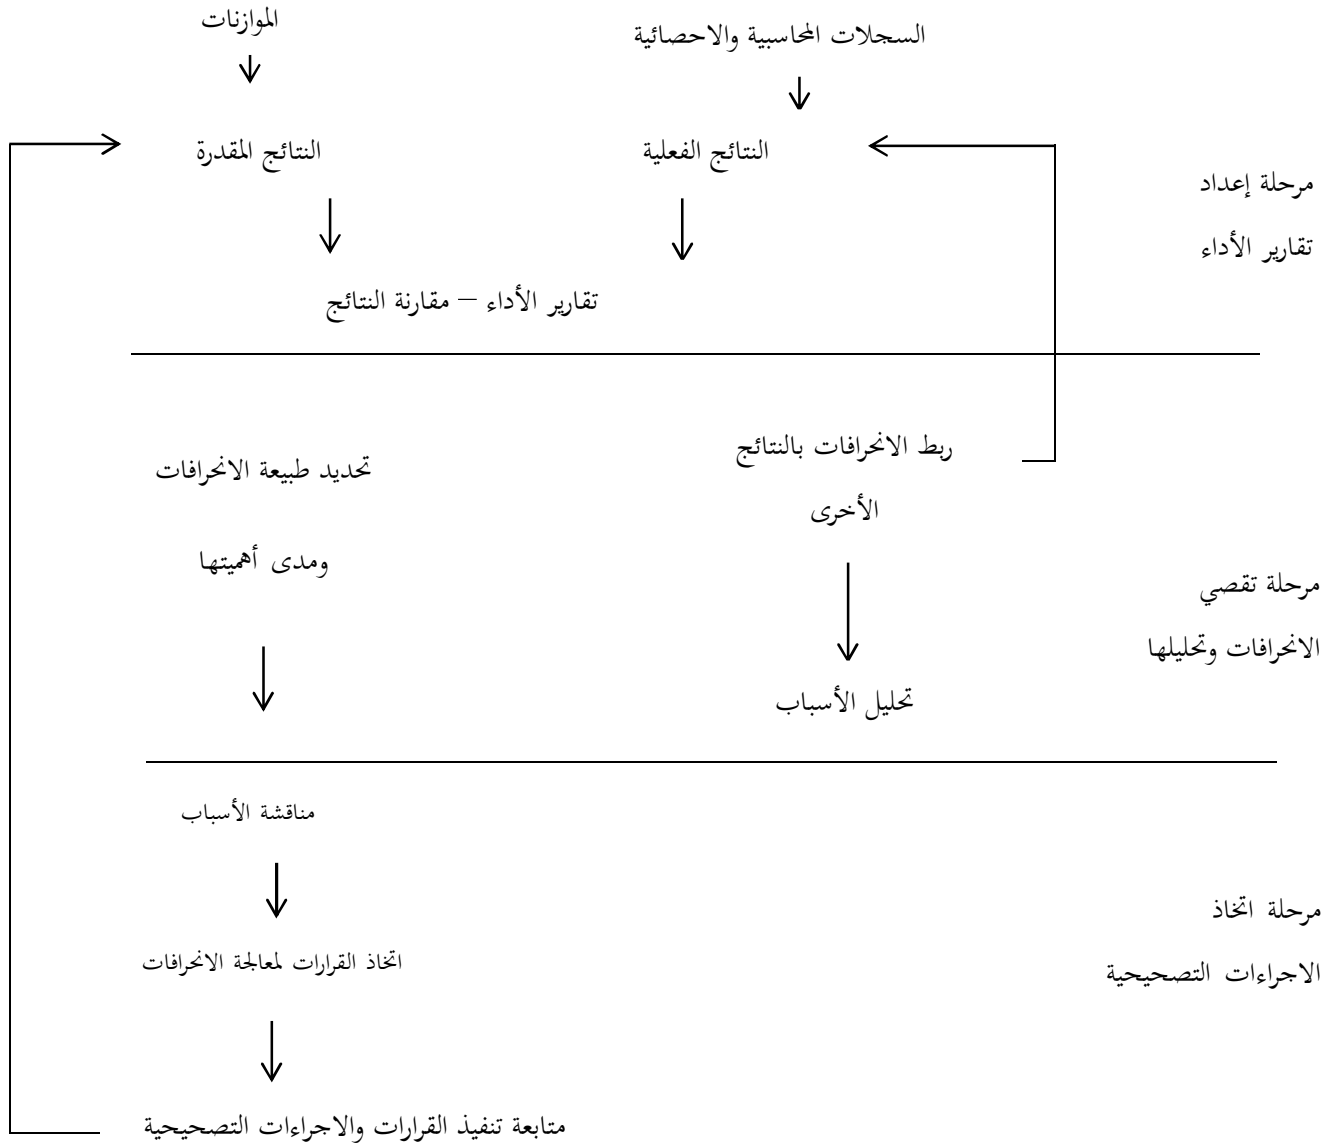 السجلات المحاسبية والاحصائية
الموازنات
النتائج الفعلية
النتائج المقدرة
مرحلة إعداد
تقارير الأداء
تقارير الأداء – مقارنة النتائج
ربط الانحرافات بالنتائج
الأخرى
تحديد طبيعة الانحرافات
ومدى أهميتها
مرحلة تقصي
الانحرافات وتحليلها
تحليل الأسباب
مناقشة الأسباب
مرحلة اتخاذ
الاجراءات التصحيحية
اتخاذ القرارات لمعالجة الانحرافات
متابعة تنفيذ القرارات والاجراءات التصحيحية